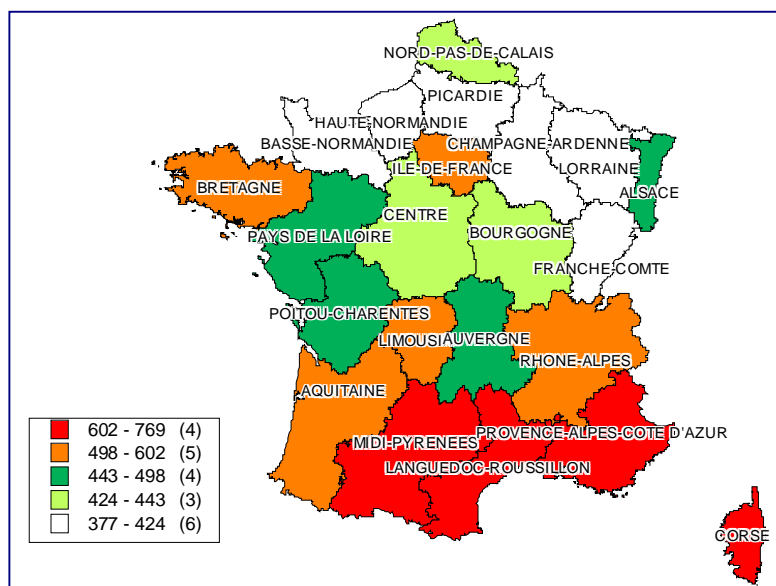 NORD-PAS-DE-CALAIS
PICARDIE
HAUTE-NORMANDIE
BASSE-NORMANDIE
CHAMPAGNE-ARDENNE
ILE-DE-FRANCE
LORRAINE
BRETAGNE
ALSACE
CENTRE
PAYS DE LA LOIRE
BOURGOGNE
FRANCHE-COMTE
POITOU-CHARENTES
LIMOUSI
AUVERGNE
RHONE-ALPES
AQUITAINE
MIDI-PYRENEES
PROVENCE-ALPES-COTE D'AZUR
LANGUEDOC-ROUSSILLON
CORSE
602 - 769 (4)
498 - 602 (5)
443 - 498 (4)
424 - 443 (3)
377 - 424 (6)